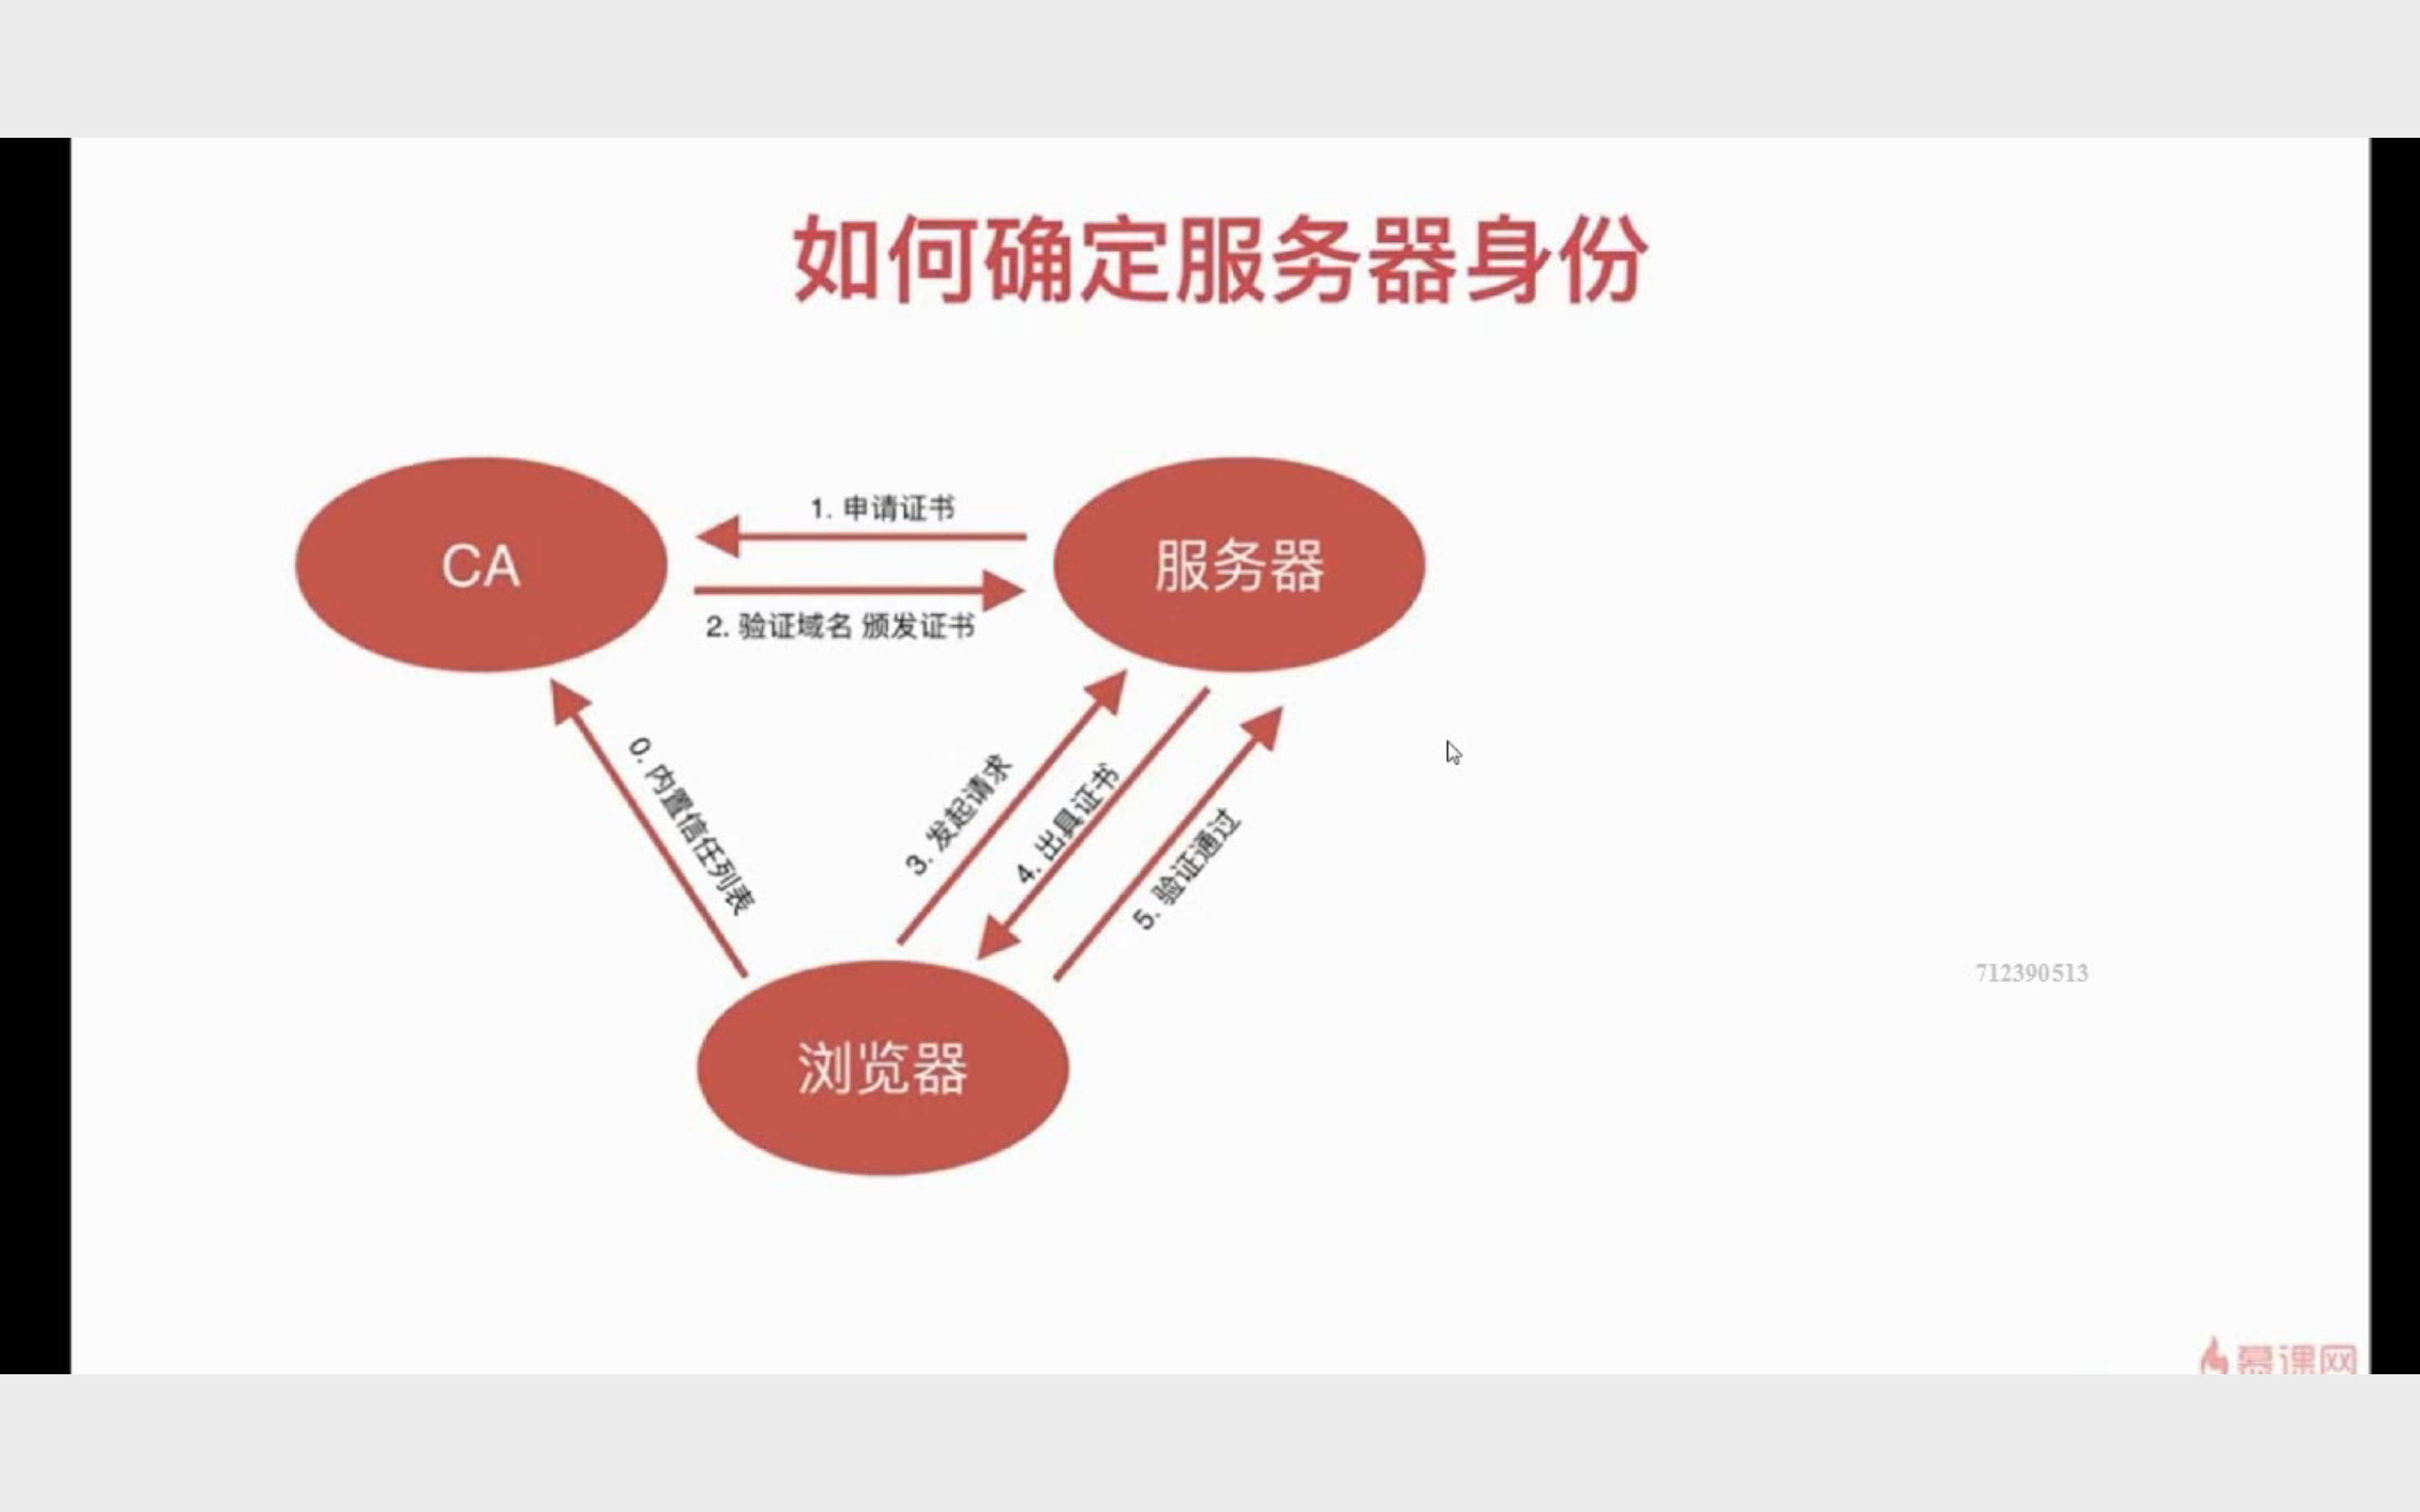 如何确定服务器身份
CA
1. 申请证书
2. 验证域名 颁发证书
服务器
0. 内置信任列表
3. 发起请求
4. 出具证书
5. 验证通过
浏览器
712390513
慕课网